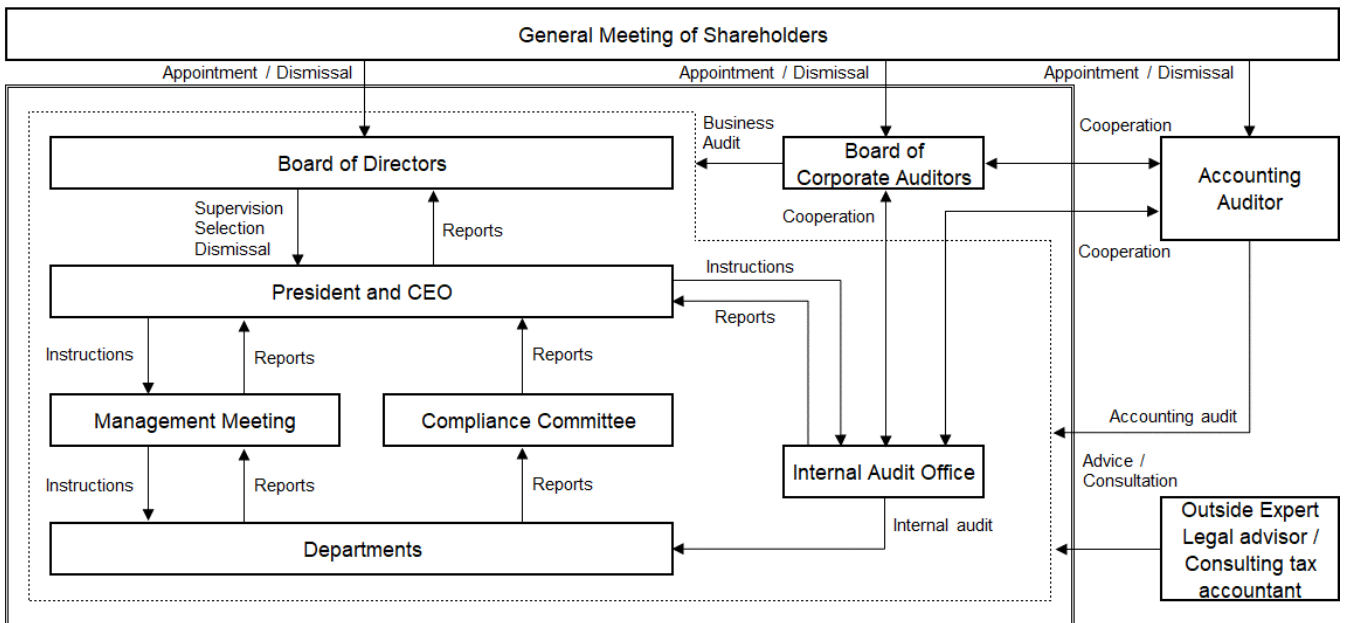 General Meeting of Shareholders
Appointment / Dismissal
Appointment / Dismissal
Appointment / Dismissal
Business
Audit
Cooperation
Board of Directors
Board of
Corporate Auditors
Accounting
Auditor
Supervision
Selection
Dismissal
Reports
Cooperation
Cooperation
Instructions
President and CEO
Reports
Instructions
Reports
Reports
Management Meeting
Compliance Committee
Accounting audit
Internal Audit Office
Advice /
Consultation
Instructions
Reports
Reports
Internal audit
Outside Expert
Legal advisor /
Consulting tax
accountant
Departments